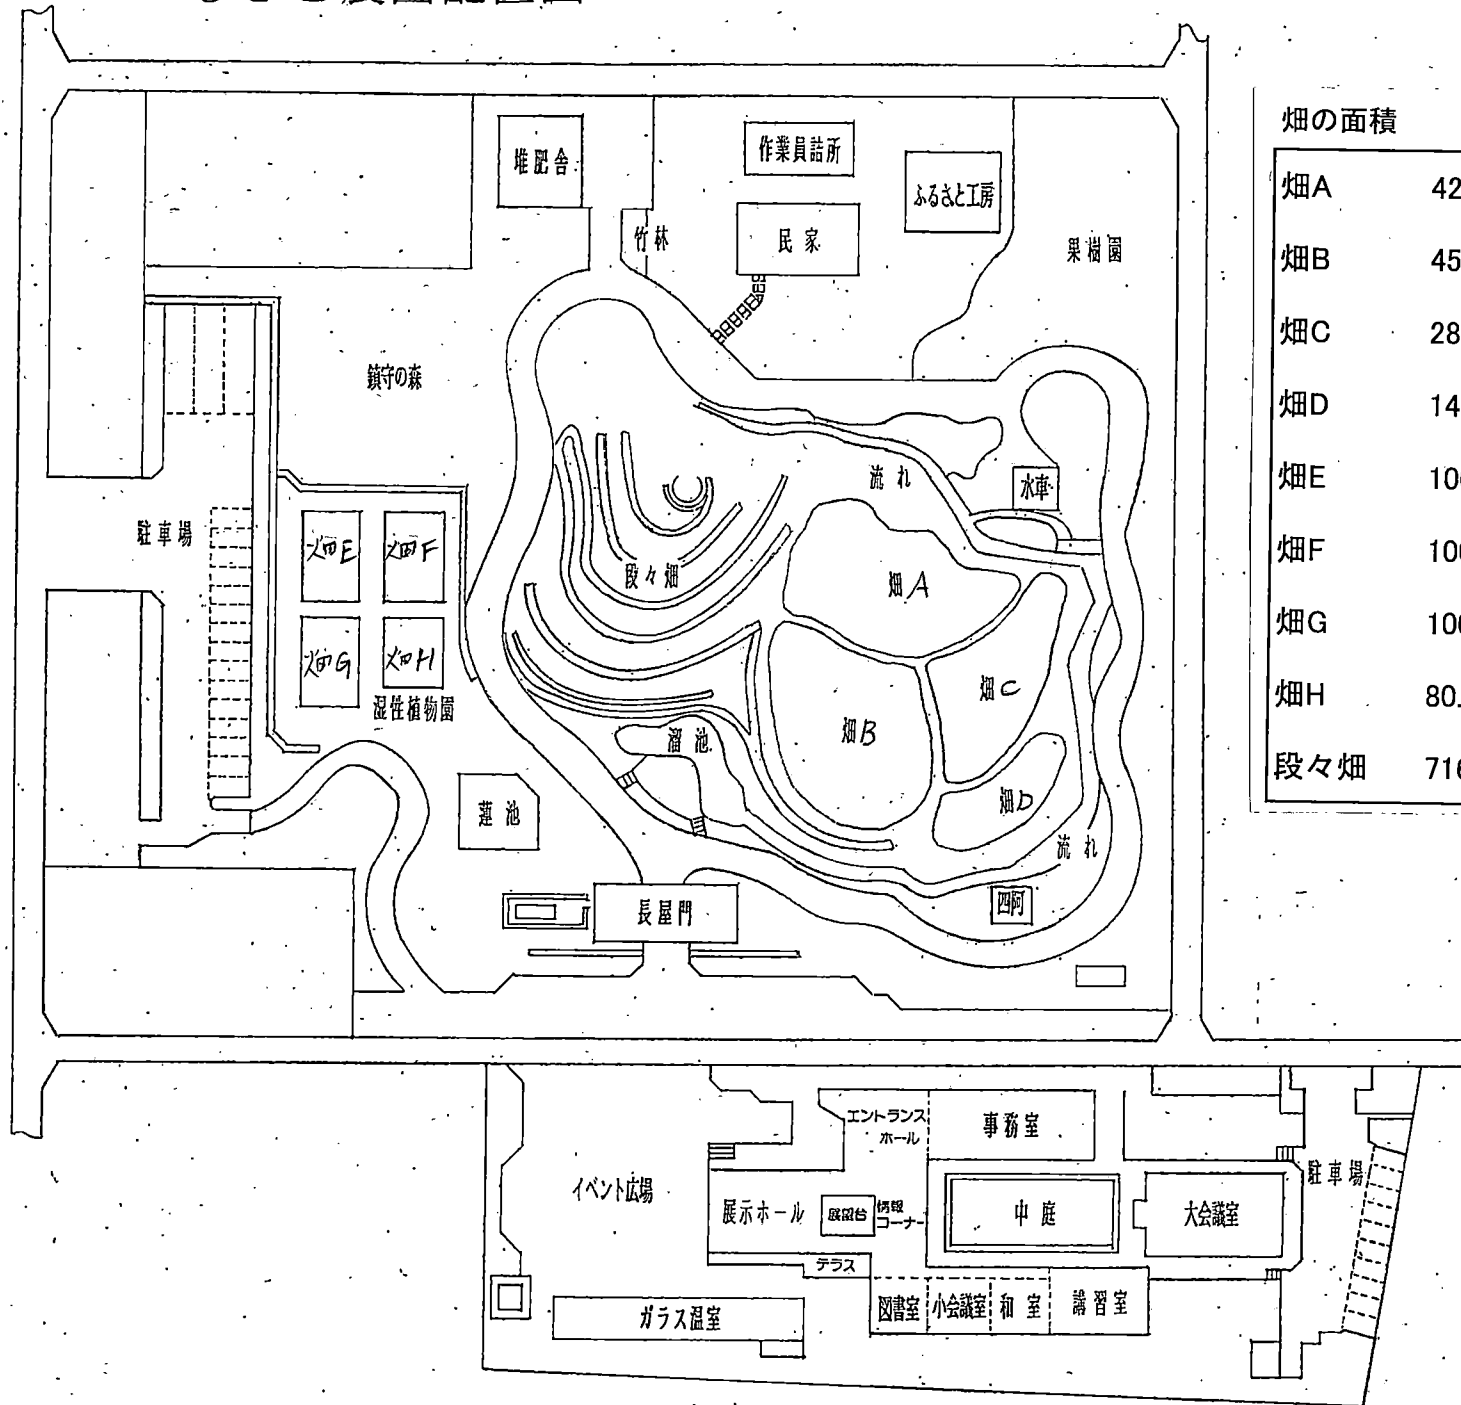 畑の面積
畑A 42
畑B 45
畑C 28
畑D 14
畑E 10
畑F 10
畑G 10
畑H 80.
段々畑 716
堆肥舎
作業員詰所
ふるさと工房
竹林
民家
果樹園
鎮守の森
流れ
水車
駐車場
畑E
畑F
段々畑
畑A
畑G
畑H
湿性植物園
畑C
畑B
溜池
蓮池
畑D
流れ
長屋門
四阿
エントランス
ホール
事務室
イベント広場
展示ホール
展望台
情報
コーナー
中庭
大会議室
駐車場
テラス
ガラス温室
図書室
小会議室
和室
講習室